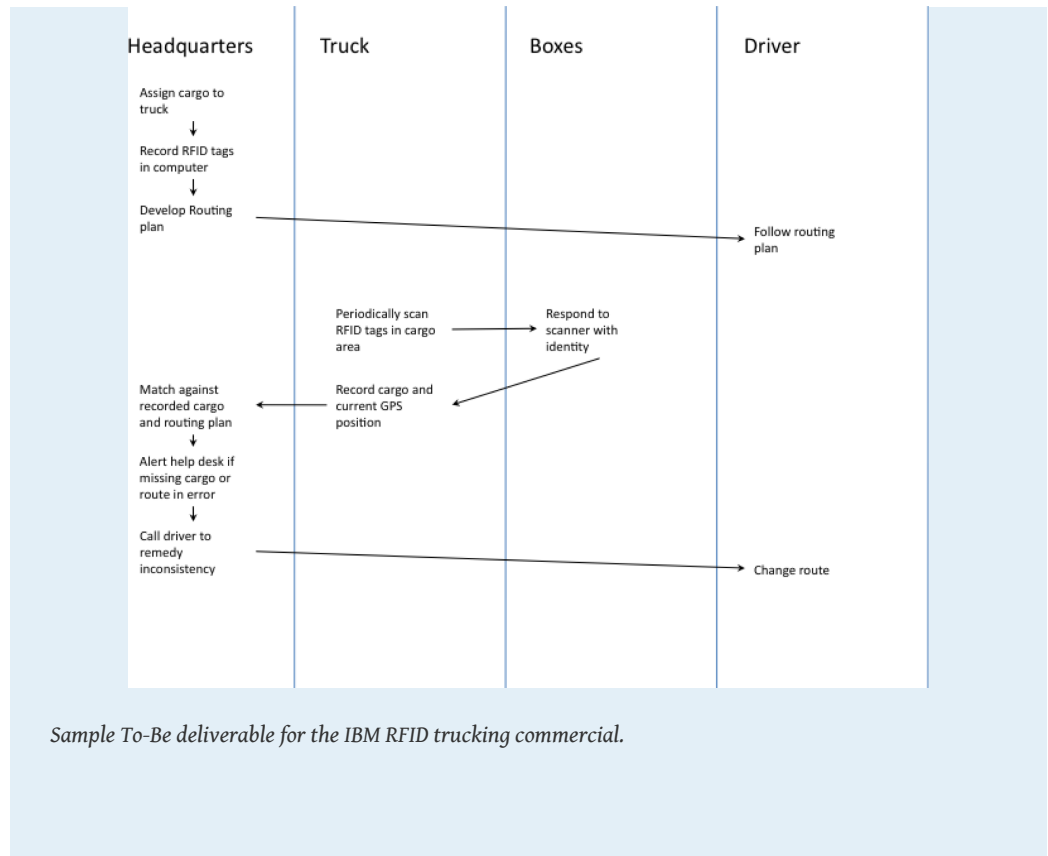 Headquarters
Truck
Boxes
Driver
Assign cargo to
truck
Record RFID tags
in computer
Develop Routing
plan
Follow routing
plan
Periodically scan
RFID tags in cargo
area
Respond to
scanner with
identity
Match against
recorded cargo
and routing plan
Record cargo and
current GPS
position
Alert help desk if
missing cargo or
route in error
Call driver to
remedy
inconsistency
Change route
Sample To-Be deliverable for the IBM RFID trucking commercial.